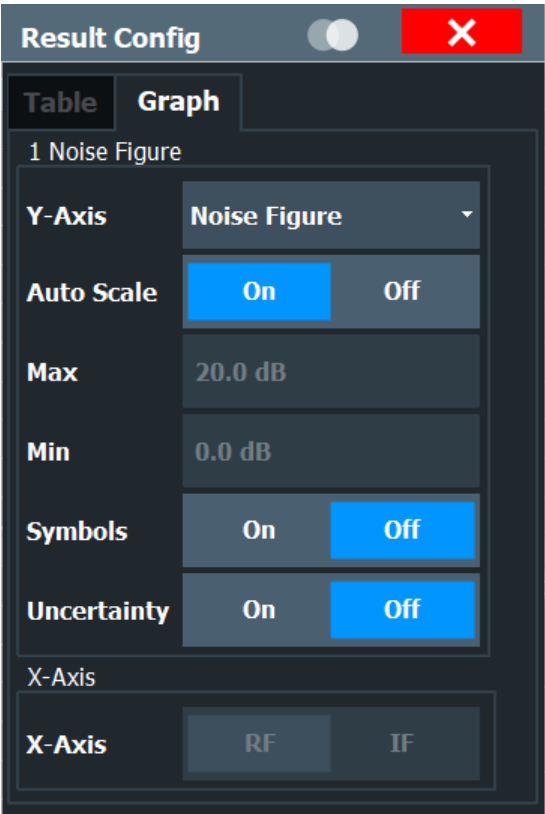 Result Config
Table Graph
1 Noise Figure
Y-Axis Noise Figure
Auto Scale On Off
Max 20.0 dB
Min 0.0 dB
Symbols On Off
Uncertainty On Off
X-Axis
X-Axis RF IF